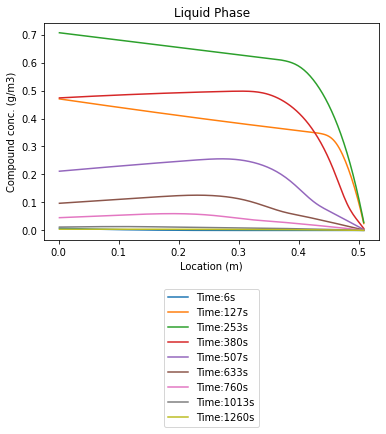 Liquid Phase
Compound conc. (g/m3)
0.7
0.6
0.5
0.4
0.3
0.2
0.1
0.0
0.0 0.1 0.2 0.3 0.4 0.5
Location (m)
Time:6s
Time:127s
Time:253s
Time:380s
Time:507s
Time:633s
Time:760s
Time:1013s
Time:1260s